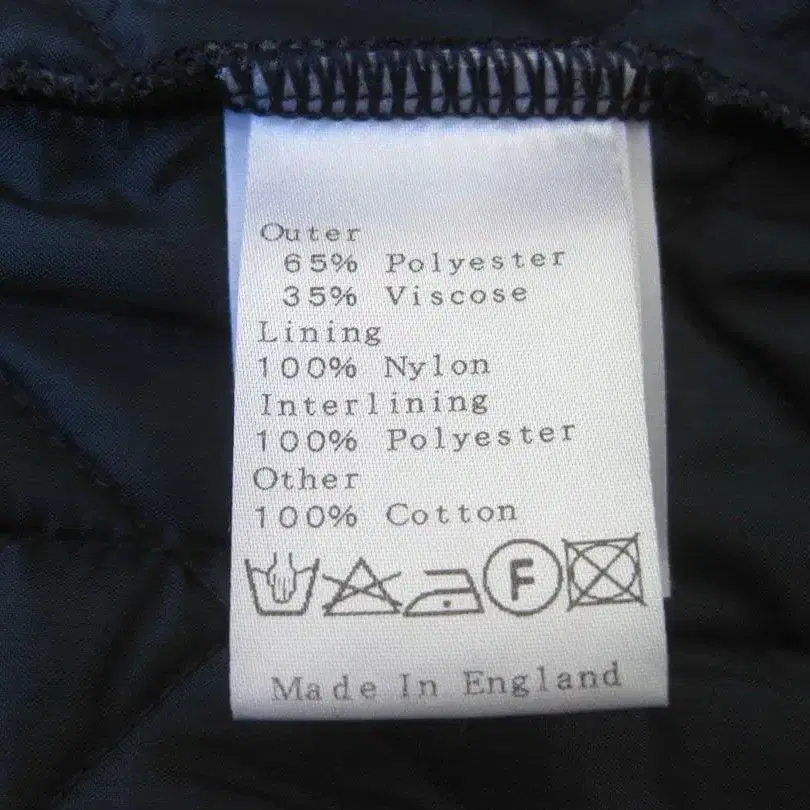 Outer
65% Polyester
35% Viscose
Lining
100% Nylon
Interlining
100% Polyester
Other
100% Cotton
F
Made In England